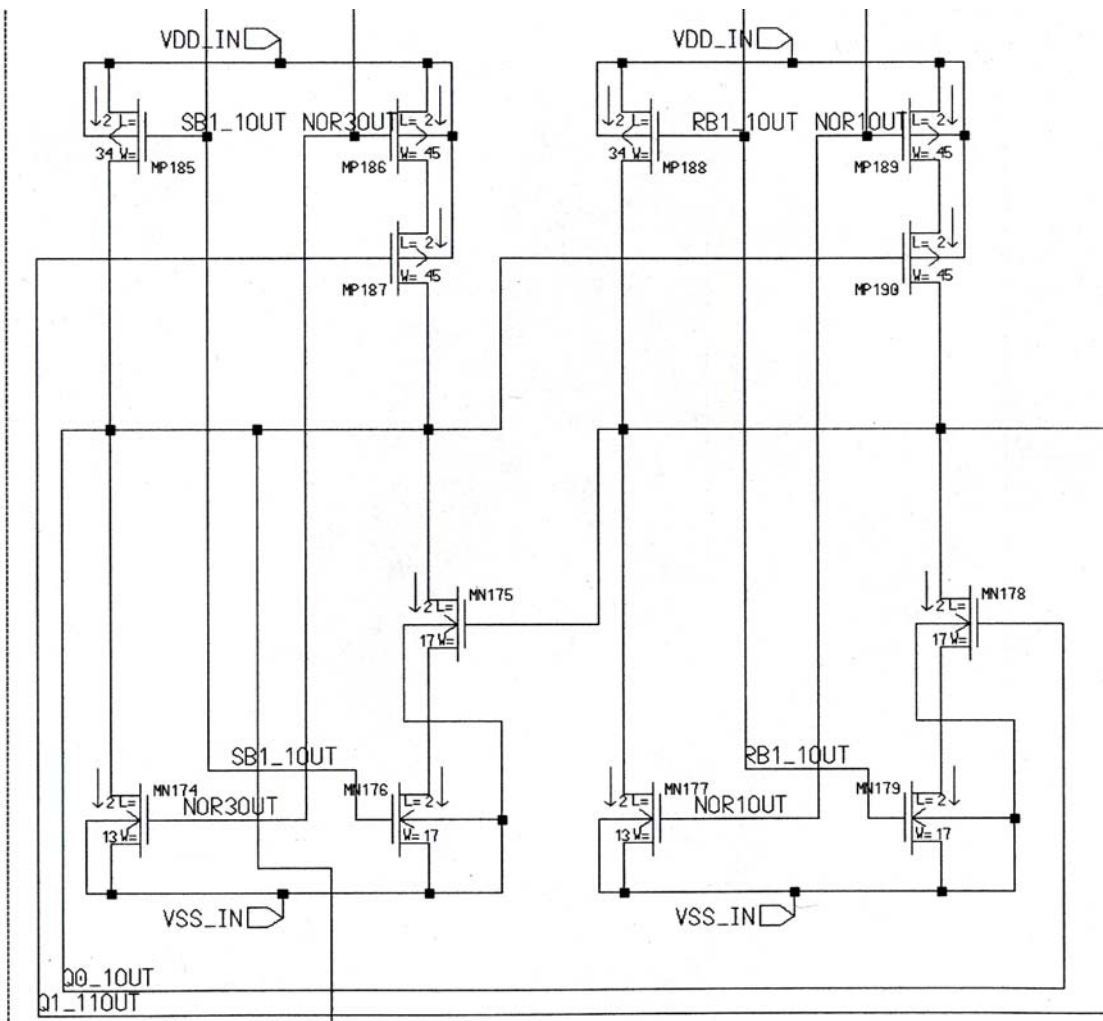 VDD_IN
VDD_IN
2 L=
34 W=
MP185
SB1_1OUT
NOR3OUT
L= 2
W= 45
MP186
2 L=
34 W=
MP188
RB1_1OUT
NOR1OUT
L= 2
W= 45
MP189
L= 2
W= 45
MP187
L= 2
W= 45
MP190
2 L=
17 W=
MN175
2 L=
17 W=
MN178
SB1_1OUT
RB1_1OUT
2 L=
13 W=
MN174
NOR3OUT
MN176
L= 2
W= 17
2 L=
13 W=
MN177
NOR1OUT
MN179
L= 2
W= 17
VSS_IN
VSS_IN
Q0_1OUT
Q1_11OUT